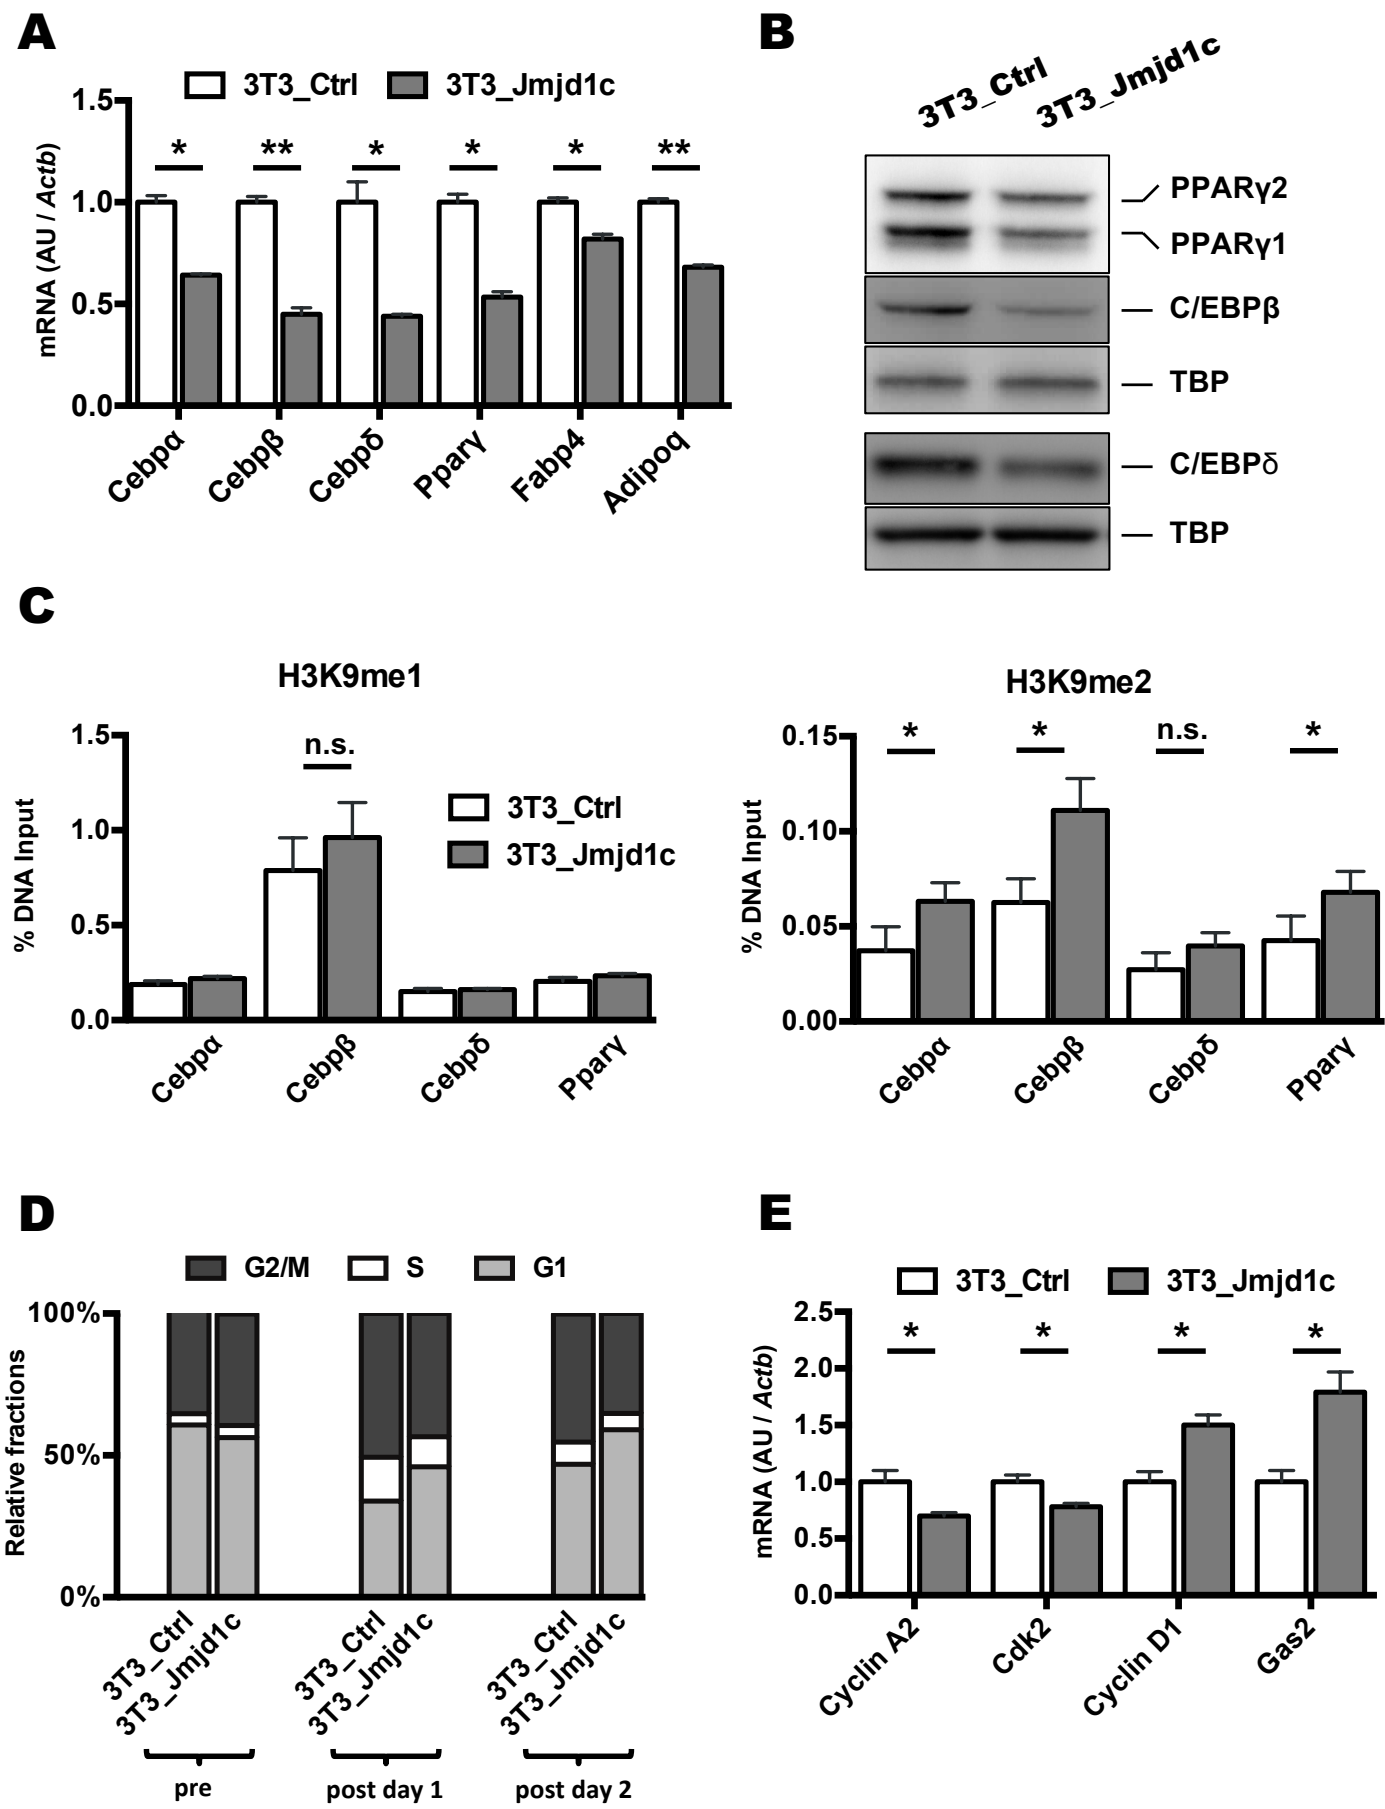 A
3T3_Ctrl 3T3_Jmjd1c
mRNA (AU / Actb)
1.5
1.0
0.5
0.0
* ** * * * **
Cebpα Cebpβ Cebpδ Pparγ Fabp4 Adipoq
B
3T3_Ctrl 3T3_Jmjd1c
PPARγ2
PPARγ1
C/EBPβ
TBP
C/EBPδ
TBP
C
H3K9me1
% DNA Input
1.5
1.0
0.5
0.0
n.s.
3T3_Ctrl
3T3_Jmjd1c
Cebpα Cebpβ Cebpδ Pparγ
H3K9me2
% DNA Input
0.15
0.10
0.05
0.00
* * n.s. *
Cebpα Cebpβ Cebpδ Pparγ
D
G2/M S G1
Relative fractions
100%
50%
0%
3T3_Ctrl 3T3_Jmjd1c 3T3_Ctrl 3T3_Jmjd1c 3T3_Ctrl 3T3_Jmjd1c
pre post day 1 post day 2
E
3T3_Ctrl 3T3_Jmjd1c
mRNA (AU / Actb)
2.5
2.0
1.5
1.0
0.5
0.0
* * * *
Cyclin A2 Cdk2 Cyclin D1 Gas2